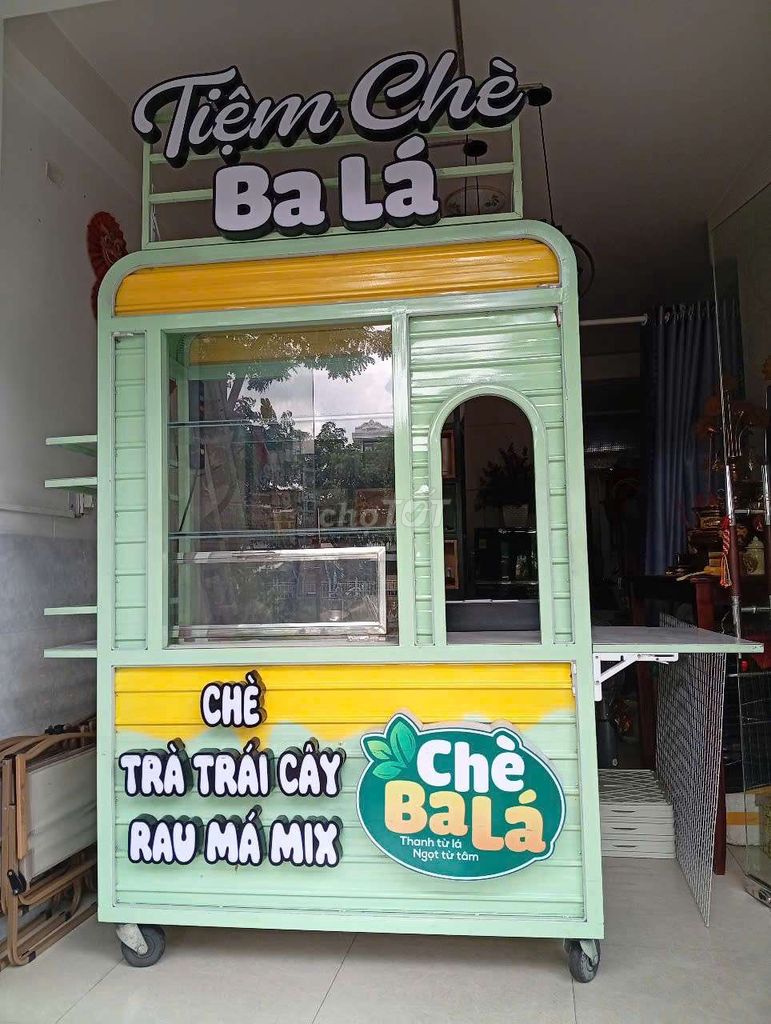 Tiệm Chè
Ba Lá
choTỐT
CHÈ
TRÀ TRÁI CÂY
RAU MÁ MIX
Chè
Ba Lá
Thanh từ lá
Ngọt từ tâm